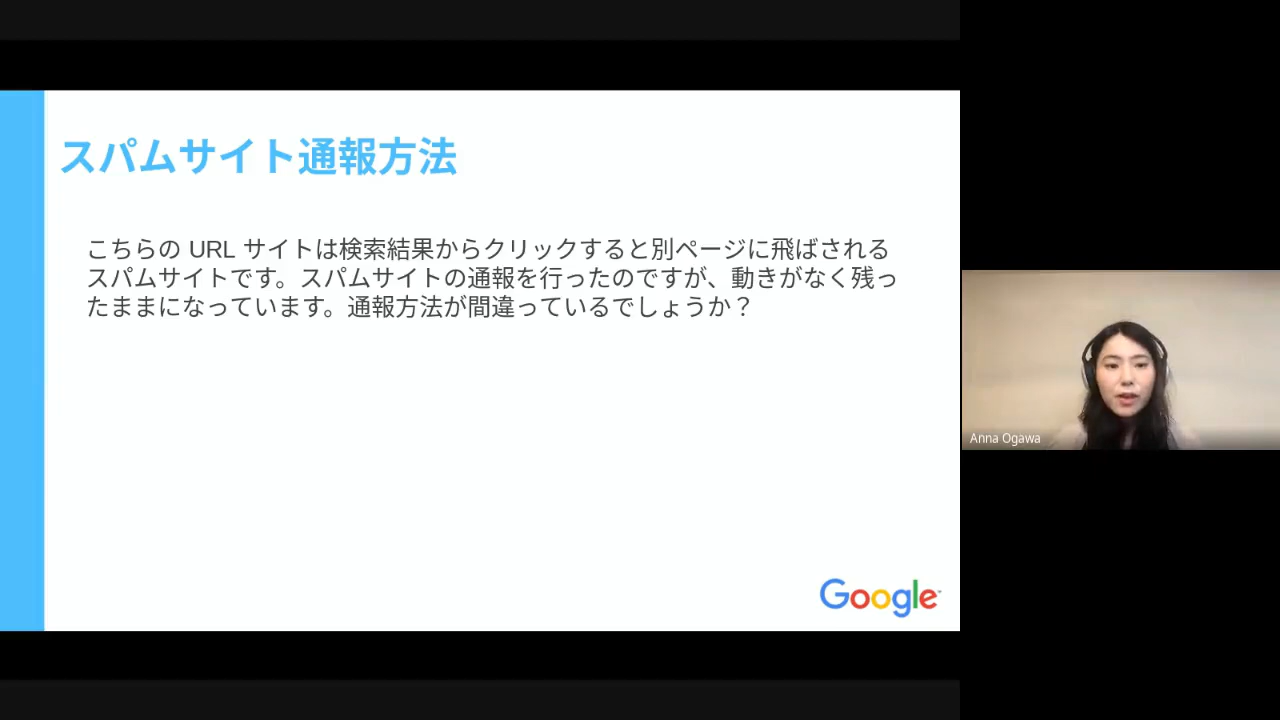 スパムサイト通報方法
こちらの URL サイトは検索結果からクリックすると別ページに飛ばされる
スパムサイトです。スパムサイトの通報を行ったのですが、動きがなく残っ
たままになっています。通報方法が間違っているでしょうか？
Google
Anna Ogawa